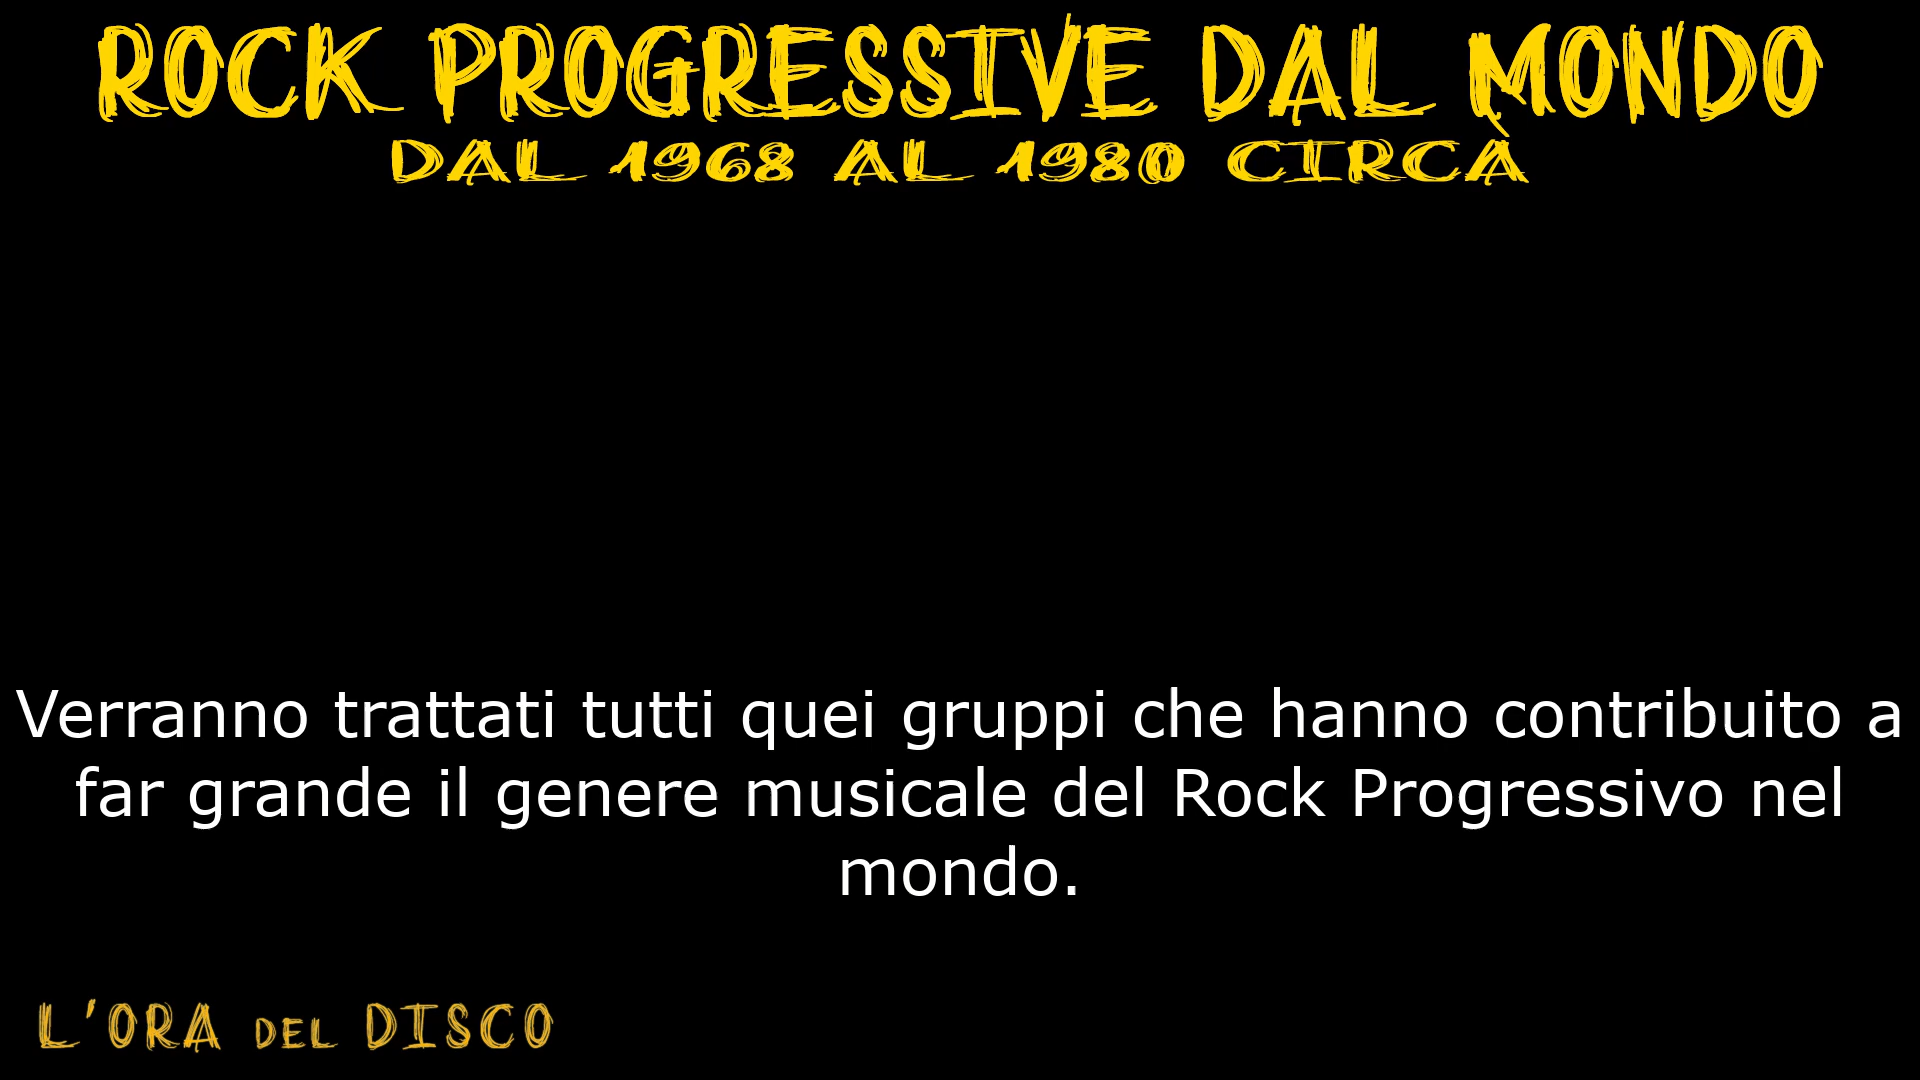 ROCK PROGRESSIVE DAL MONDO
DAL 1968 AL 1980 CIRCÀ
Verranno trattati tutti quei gruppi che hanno contribuito a
far grande il genere musicale del Rock Progressivo nel
mondo.
L'ORA DEL DISCO